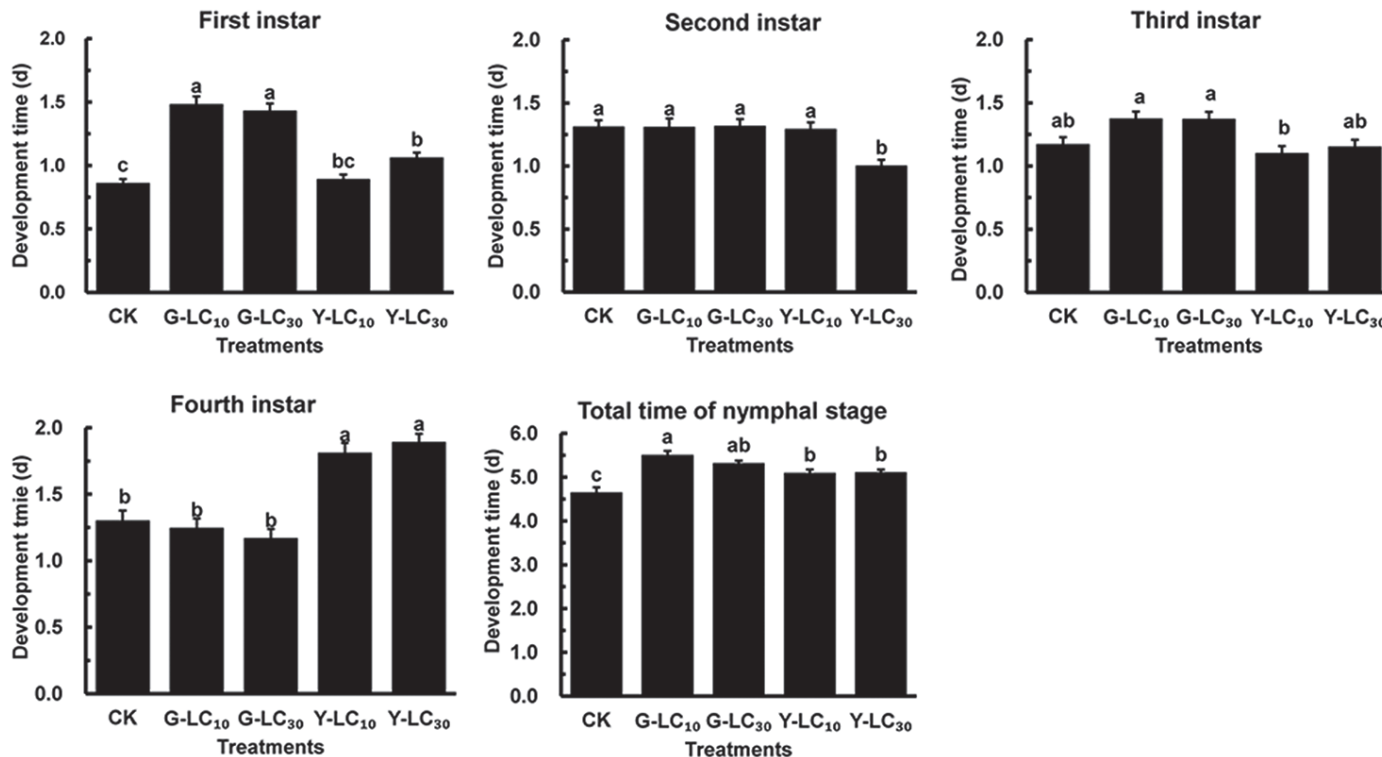 First instar
Development time (d)
2.0
1.5
1.0
0.5
0.0
c
a
a
bc
b
CK G-LC₁₀ G-LC₃₀ Y-LC₁₀ Y-LC₃₀
Treatments
Second instar
Development time (d)
2.0
1.5
1.0
0.5
0.0
a
a
a
a
b
CK G-LC₁₀ G-LC₃₀ Y-LC₁₀ Y-LC₃₀
Treatments
Third instar
Development time (d)
2.0
1.5
1.0
0.5
0.0
ab
a
a
b
ab
CK G-LC₁₀ G-LC₃₀ Y-LC₁₀ Y-LC₃₀
Treatments
Fourth instar
Development tmie (d)
2.0
1.5
1.0
0.5
0.0
b
b
b
a
a
CK G-LC₁₀ G-LC₃₀ Y-LC₁₀ Y-LC₃₀
Treatments
Total time of nymphal stage
Development time (d)
6.0
5.0
4.0
3.0
2.0
1.0
0.0
c
a
ab
b
b
CK G-LC₁₀ G-LC₃₀ Y-LC₁₀ Y-LC₃₀
Treatments